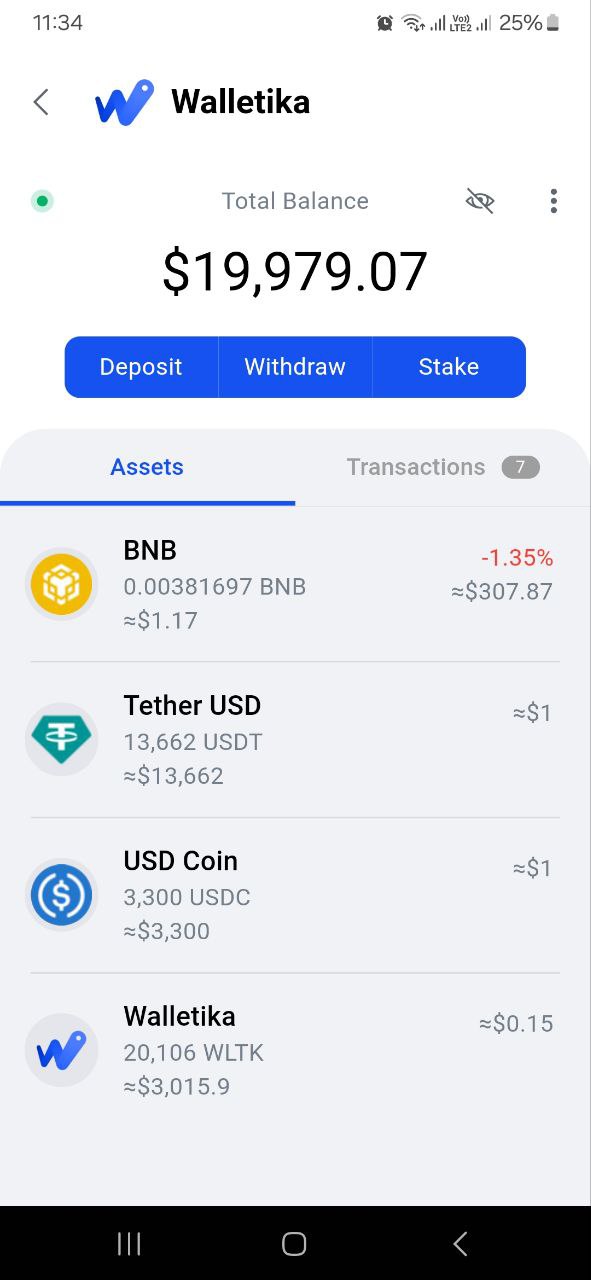 11:34
Vo)) LTE2 25%
Walletika
Total Balance
$19,979.07
Deposit Withdraw Stake
Assets Transactions 7
BNB
-1.35%
0.00381697 BNB
≈$307.87
≈$1.17
Tether USD
≈$1
13,662 USDT
≈$13,662
USD Coin
≈$1
3,300 USDC
≈$3,300
Walletika
≈$0.15
20,106 WLTK
≈$3,015.9